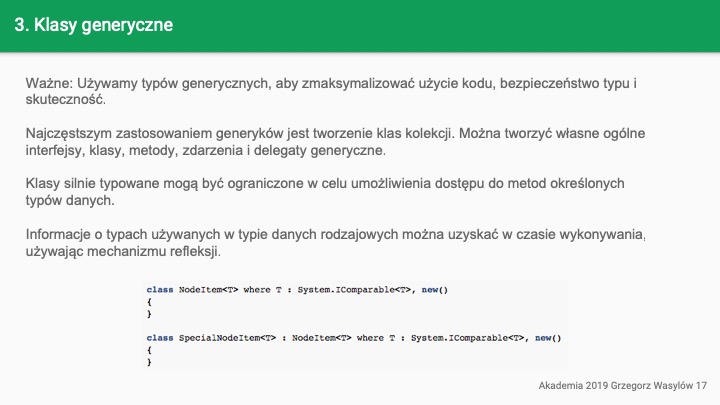 3. Klasy generyczne
Ważne: Używamy typów generycznych, aby zmaksymalizować użycie kodu, bezpieczeństwo typu i
skuteczność.
Najczęstszym zastosowaniem generyków jest tworzenie klas kolekcji. Można tworzyć własne ogólne
interfejsy, klasy, metody, zdarzenia i delegaty generyczne.
Klasy silnie typowane mogą być ograniczone w celu umożliwienia dostępu do metod określonych
typów danych.
Informacje o typach używanych w typie danych rodzajowych można uzyskać w czasie wykonywania,
używając mechanizmu refleksji.
class NodeItem<T> where T : System.IComparable<T>, new()
{
}
class SpecialNodeItem<T> : NodeItem<T> where T : System.IComparable<T>, new()
{
}
Akademia 2019 Grzegorz Wasylów 17